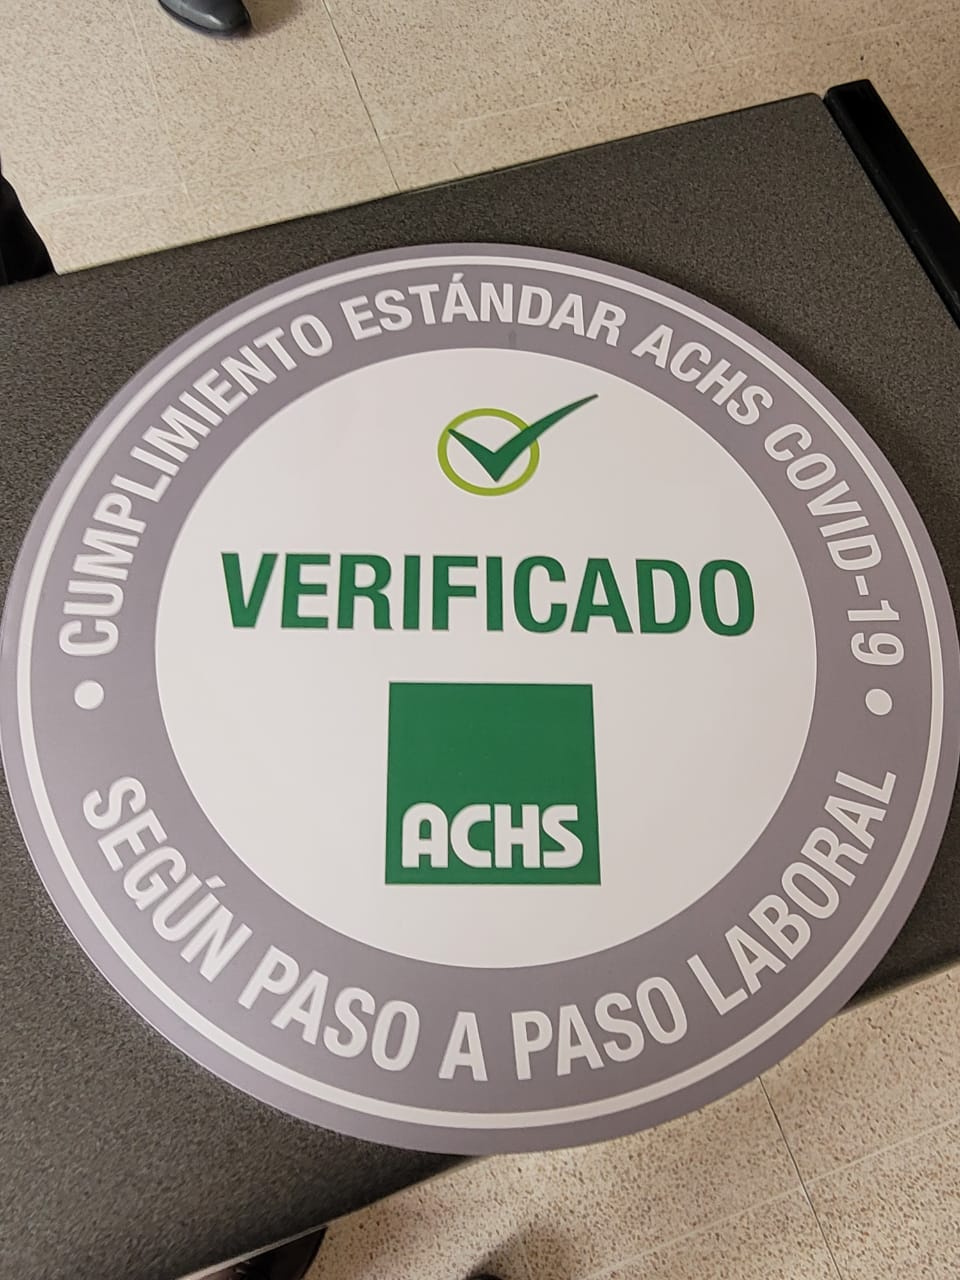 CUMPLIMIENTO ESTÁNDAR ACHS COVID-19
VERIFICADO
ACHS
SEGÚN PASO A PASO LABORAL